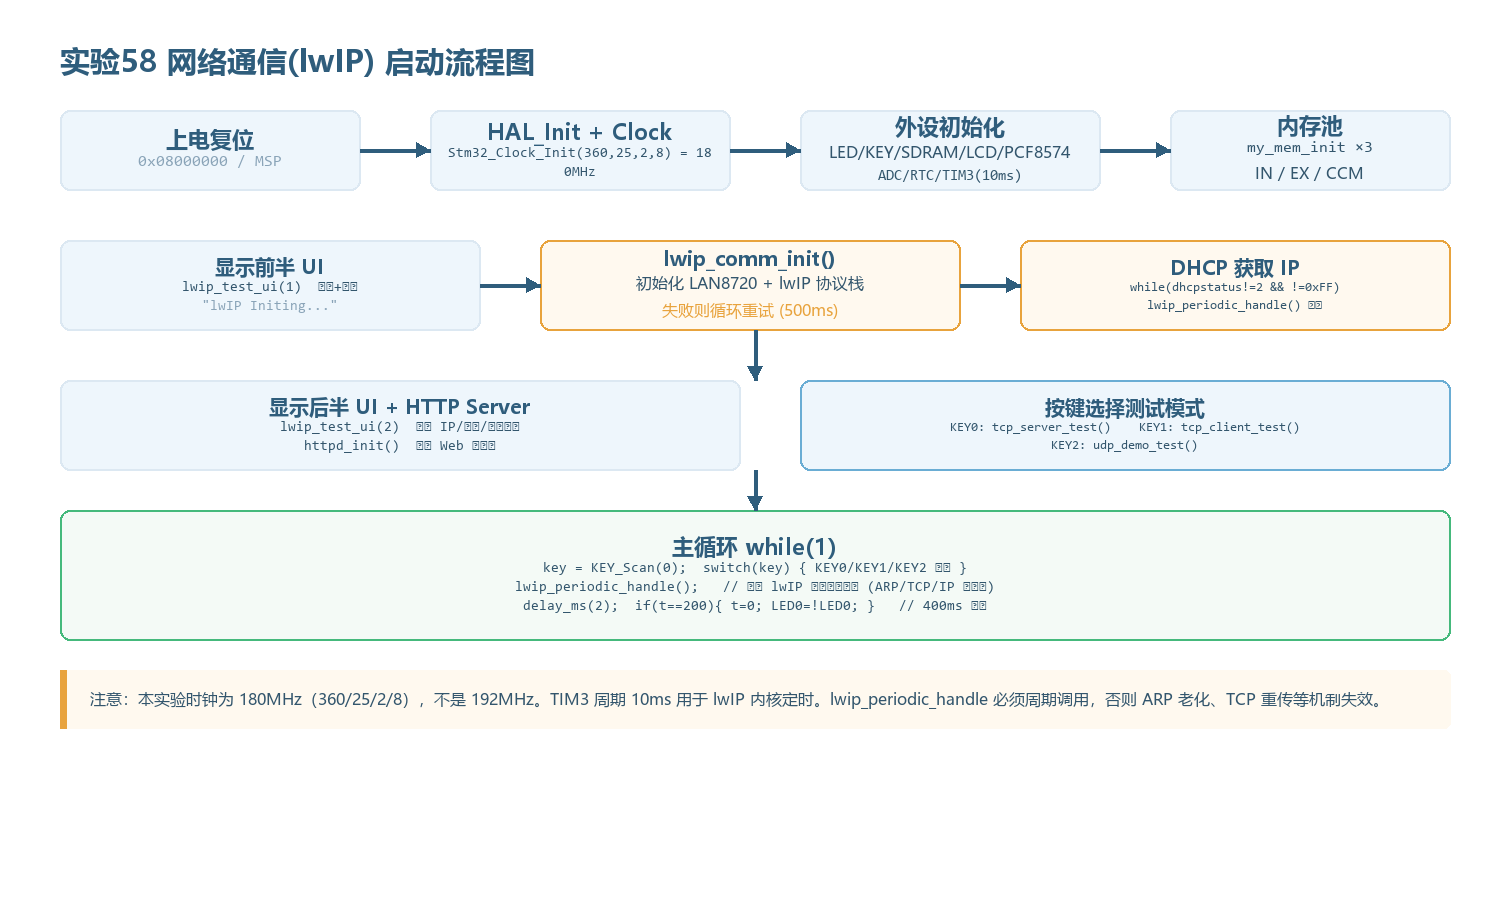 实验58 网络通信(lwIP) 启动流程图
上电复位
0x08000000 / MSP
HAL_Init + Clock
Stm32_Clock_Init(360,25,2,8) = 18
0MHz
外设初始化
LED/KEY/SDRAM/LCD/PCF8574
ADC/RTC/TIM3(10ms)
内存池
my_mem_init ×3
IN / EX / CCM
显示前半 UI
lwip_test_ui(1) +
"lwIP Initing..."
lwip_comm_init()
初始化 LAN8720 + lwIP 协议栈
失败则循环重试 (500ms)
DHCP 获取 IP
while(dhcpstatus!=2 && !=0xFF)
lwip_periodic_handle()
显示后半 UI + HTTP Server
lwip_test_ui(2) IP/ /
httpd_init() Web
按键选择测试模式
KEY0: tcp_server_test() KEY1: tcp_client_test()
KEY2: udp_demo_test()
主循环 while(1)
key = KEY_Scan(0); switch(key) { KEY0/KEY1/KEY2 }
lwip_periodic_handle(); // lwIP (ARP/TCP/IP )
delay_ms(2); if(t==200){ t=0; LED0=!LED0; } // 400ms
注意：本实验时钟为 180MHz（360/25/2/8），不是 192MHz。TIM3 周期 10ms 用于 lwIP 内核定时。lwip_periodic_handle 必须周期调用，否则 ARP 老化、TCP 重传等机制失效。